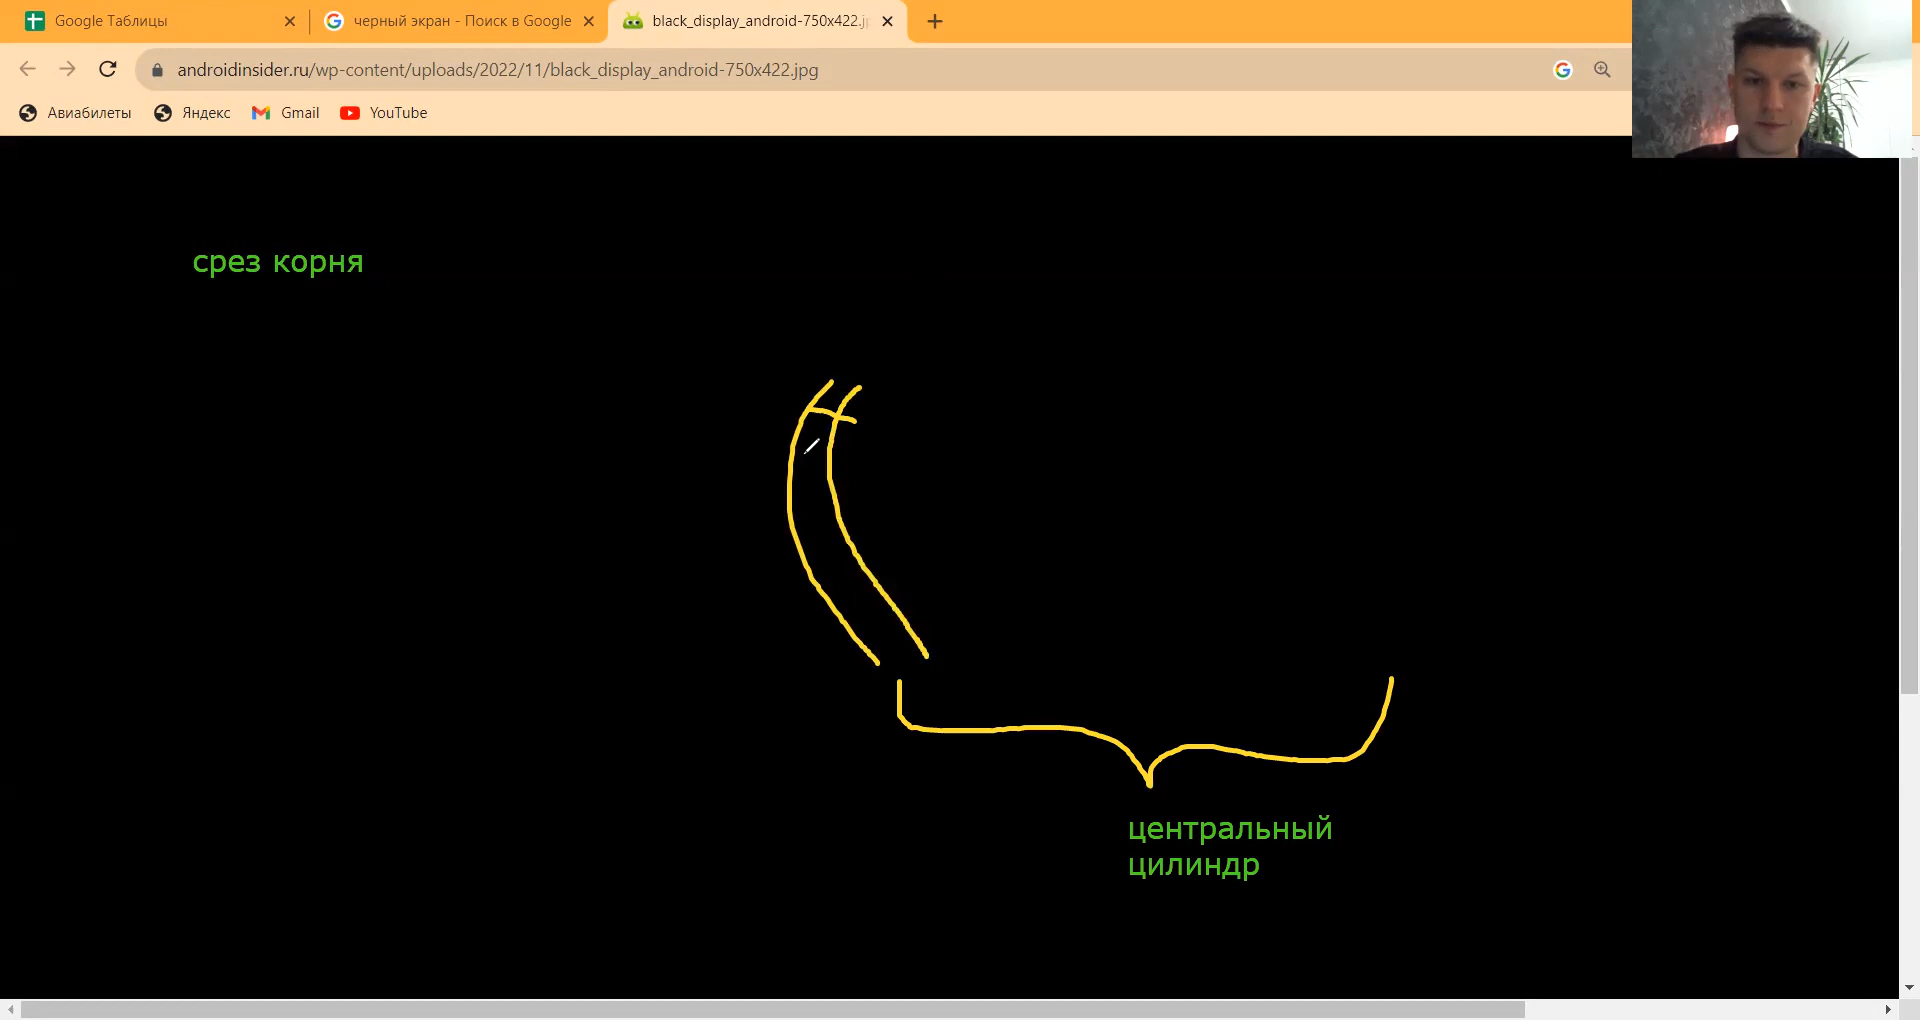 Google Таблицы
черный экран - Поиск в Google
black_display_android-750x422.j
androidinsider.ru/wp-content/uploads/2022/11/black_display_android-750x422.jpg
Авиабилеты
Яндекс
Gmail
YouTube
срез корня
центральный
цилиндр